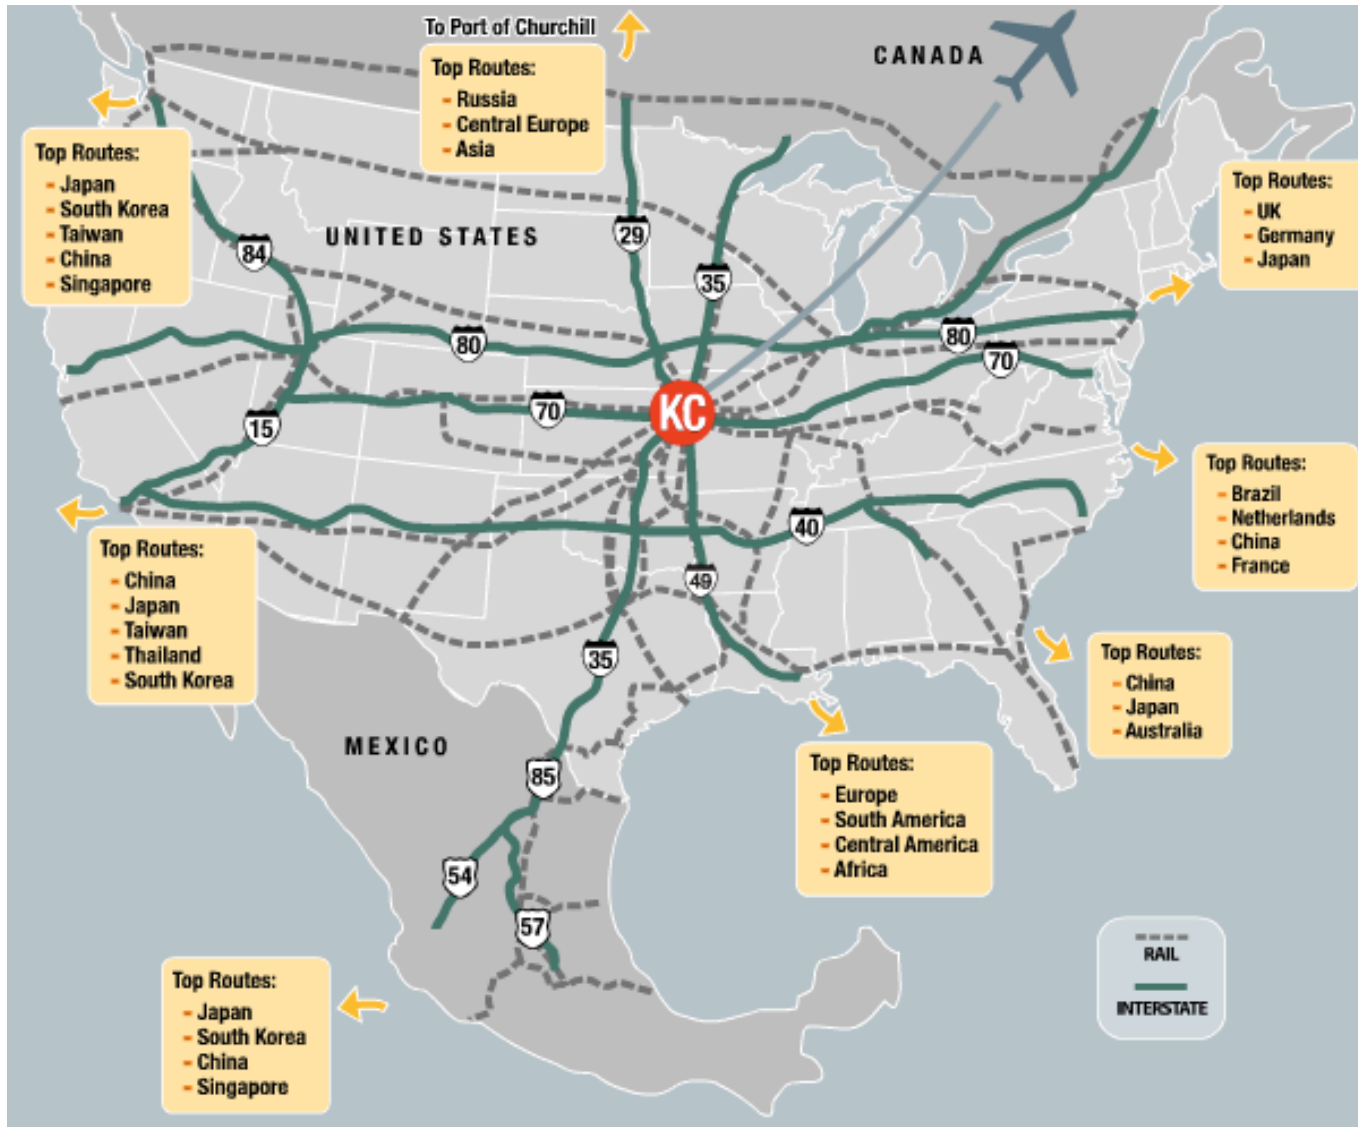 To Port of Churchill
Top Routes:
- Russia
- Central Europe
- Asia
CANADA
Top Routes:
- Japan
- South Korea
- Taiwan
- China
- Singapore
UNITED STATES
Top Routes:
- UK
- Germany
- Japan
84
29
35
80
80
70
70
KC
15
Top Routes:
- Brazil
- Netherlands
- China
- France
40
49
Top Routes:
- China
- Japan
- Taiwan
- Thailand
- South Korea
35
Top Routes:
- China
- Japan
- Australia
MEXICO
85
Top Routes:
- Europe
- South America
- Central America
- Africa
54
57
Top Routes:
- Japan
- South Korea
- China
- Singapore
RAIL
INTERSTATE